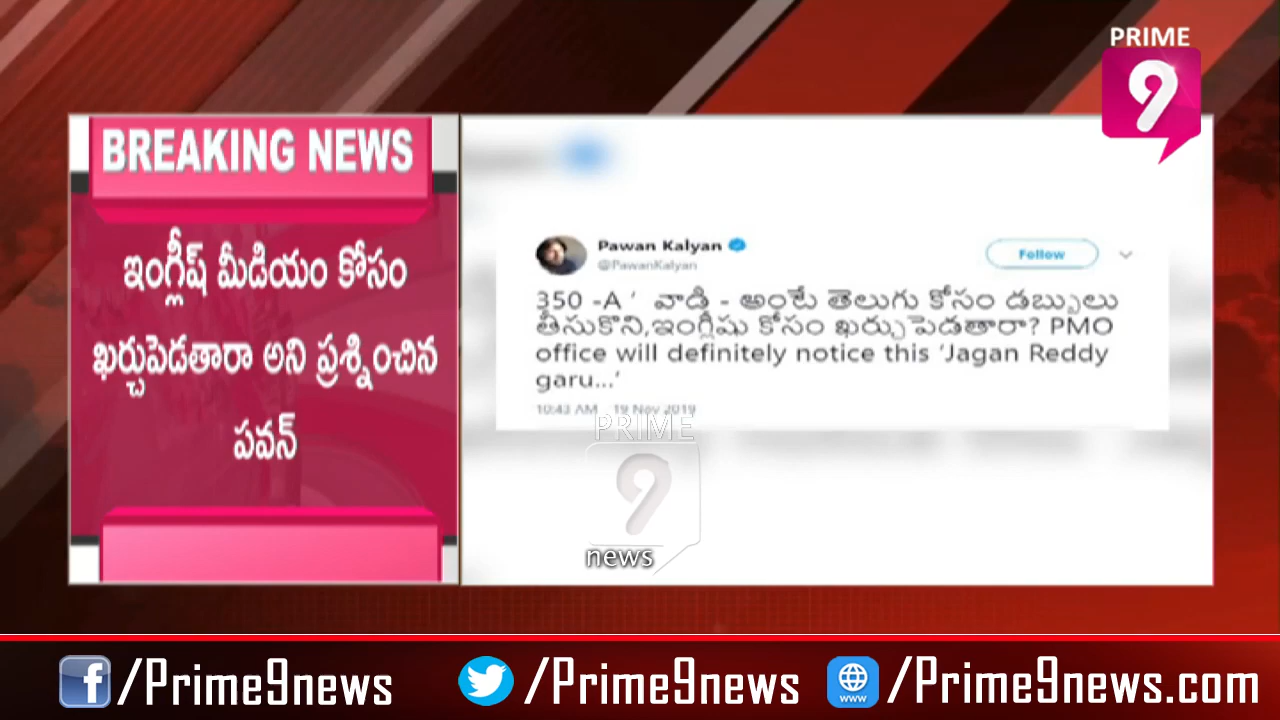 PRIME
9
BREAKING NEWS
ఇంగ్లీష్ మీడియం కోసం
ఖర్చుపెడతారా అని ప్రశ్నించిన
పవన్
Pawan Kalyan
@PawanKalyan
Follow
350 -A ' వాడి - అంటే తెలుగు కోసం డబ్బులు
తీసుకొని,ఇంగ్లీషు కోసం ఖర్చుపెడతారా? PMO
office will definitely notice this 'Jagan Reddy
garu...'
10:43 AM 19 Nov 2019
PRIME
9
news
/Prime9news
/Prime9news
www
/Prime9news.com